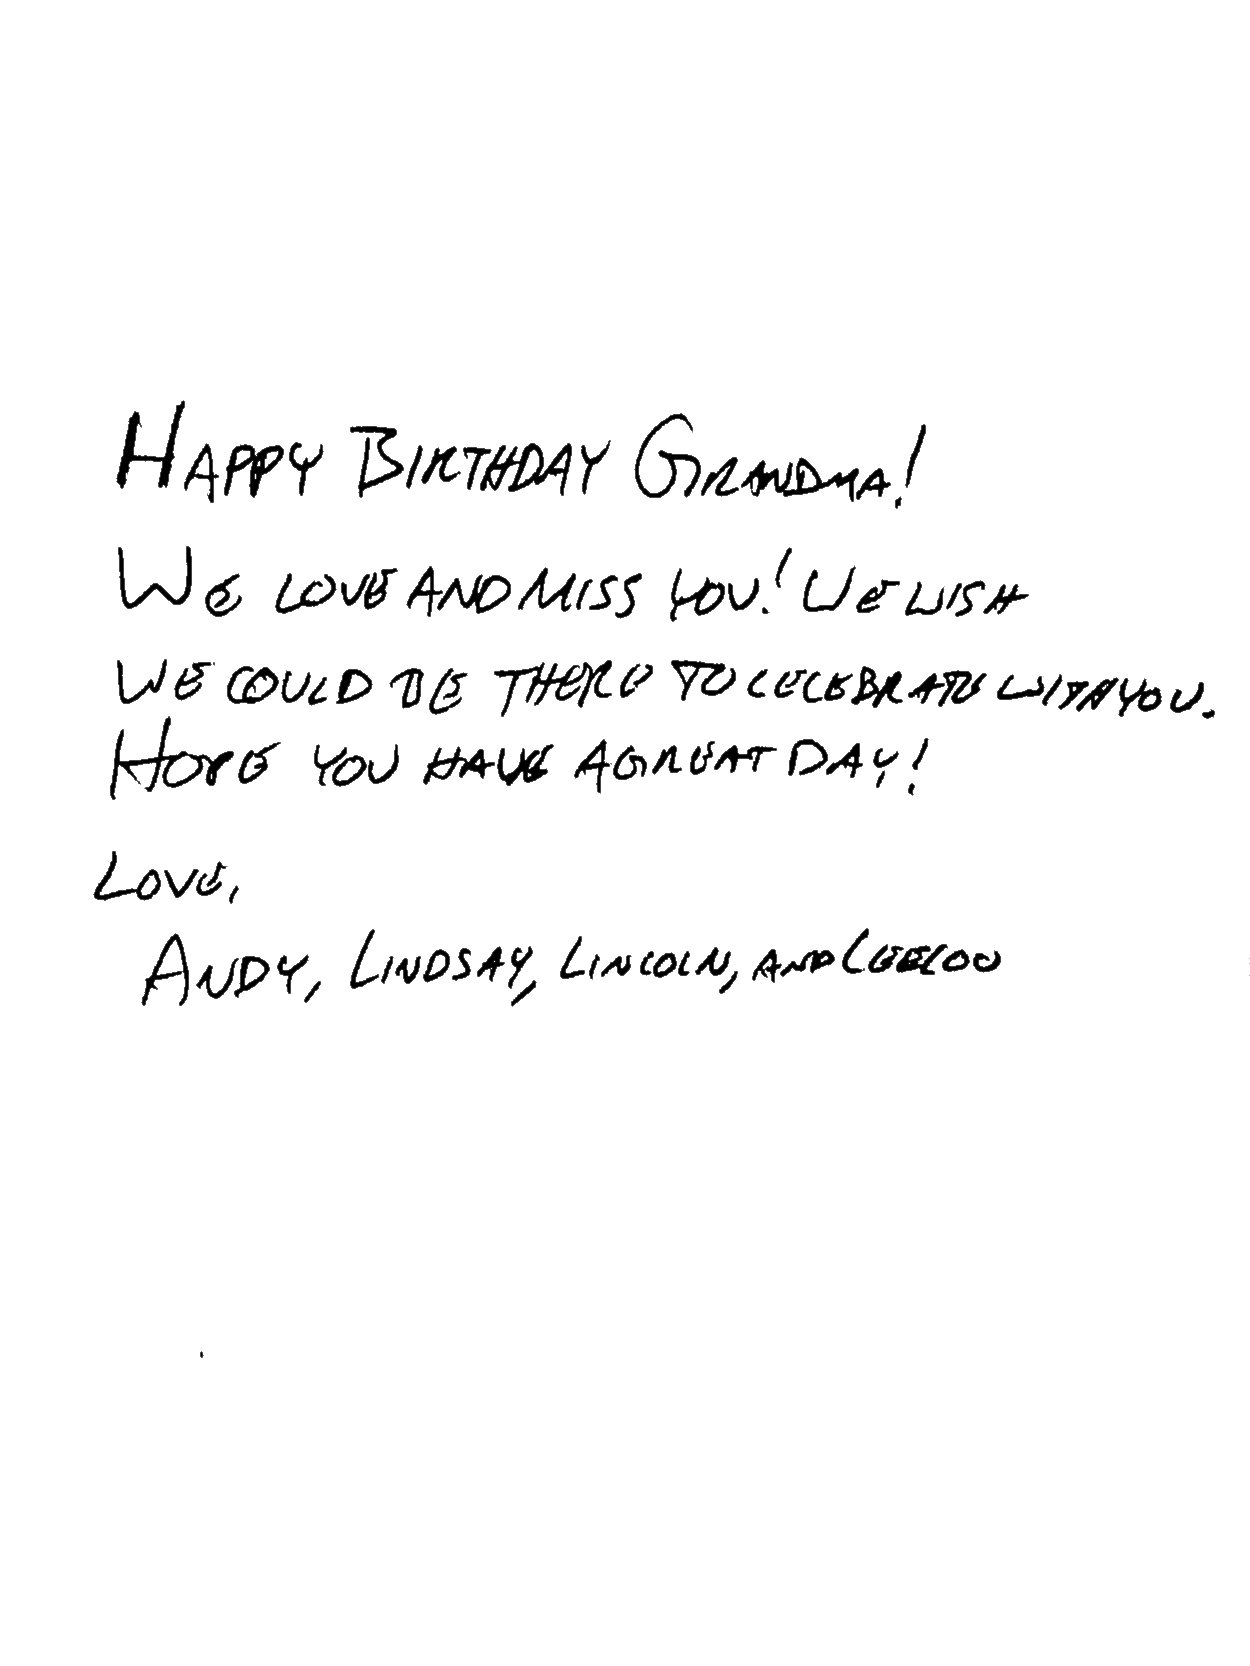 HAPPY BIRTHDAY GRANDMA!
WE LOVE AND MISS YOU! WE WISH
WE COULD BE THERE TO CELEBRATE WITH YOU.
HOPE YOU HAVE A GREAT DAY!
LOVE,
ANDY, LINDSAY, LINCOLN, AND LEELOO